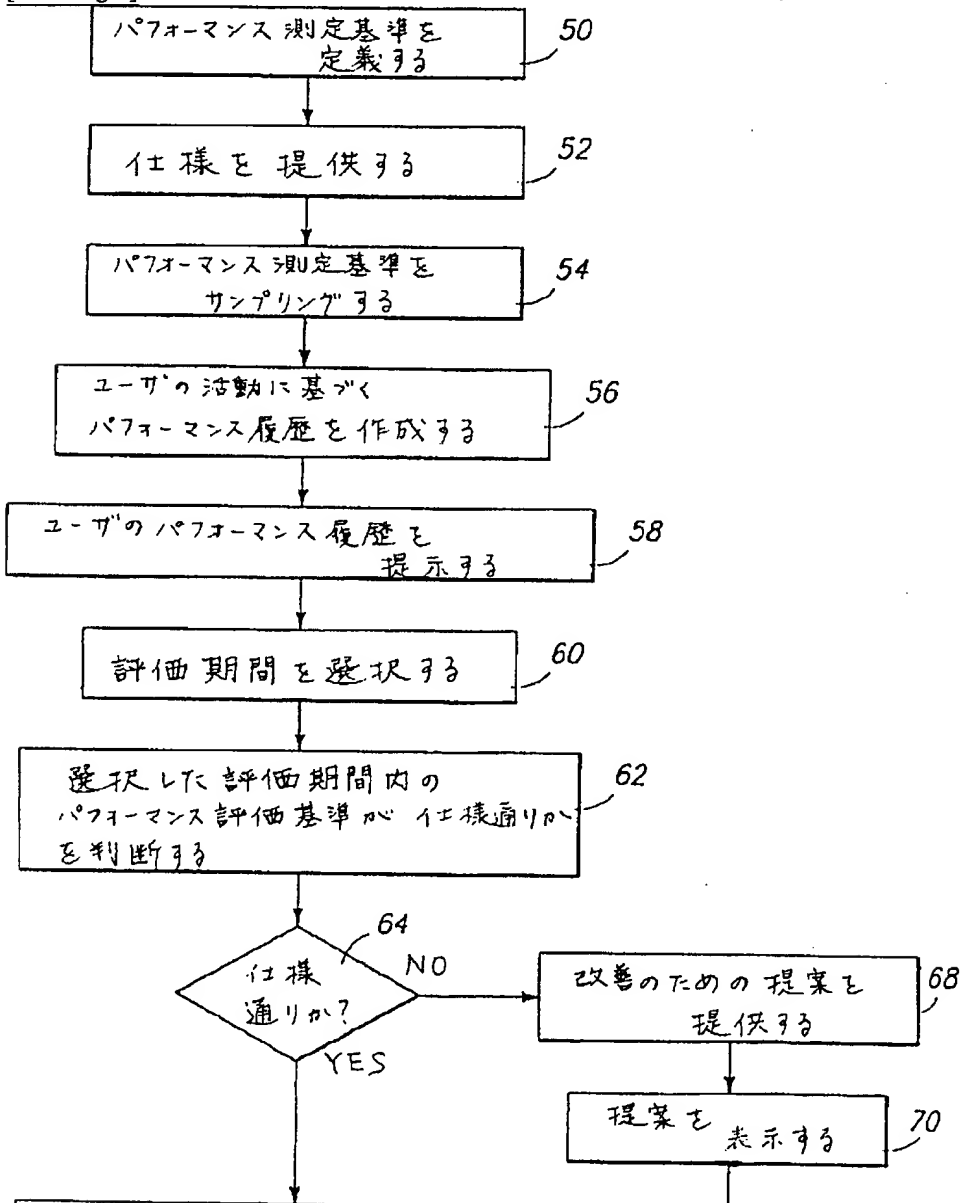 パフォーマンス測定基準を
定義する
50
仕様を提供する
52
パフォーマンス測定基準を
サンプリングする
54
ユーザの活動に基づく
パフォーマンス履歴を作成する
56
ユーザのパフォーマンス履歴を
提示する
58
評価期間を選択する
60
選択した評価期間内の
パフォーマンス評価基準が仕様通りか
を判断する
62
64
仕様
通りか?
NO
YES
改善のための提案を
提供する
68
提案を
表示する
70